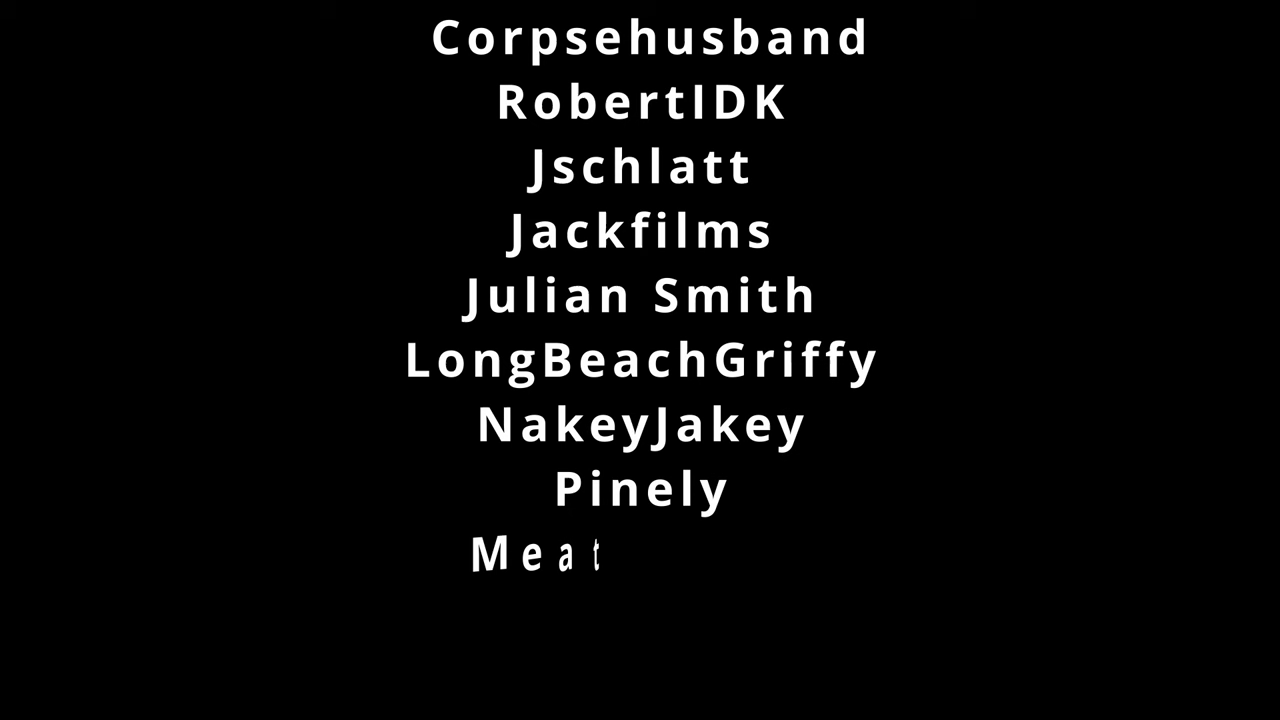 Corpsehusband
RobertIDK
Jschlatt
Jackfilms
Julian Smith
LongBeachGriffy
NakeyJakey
Pinely
Meat